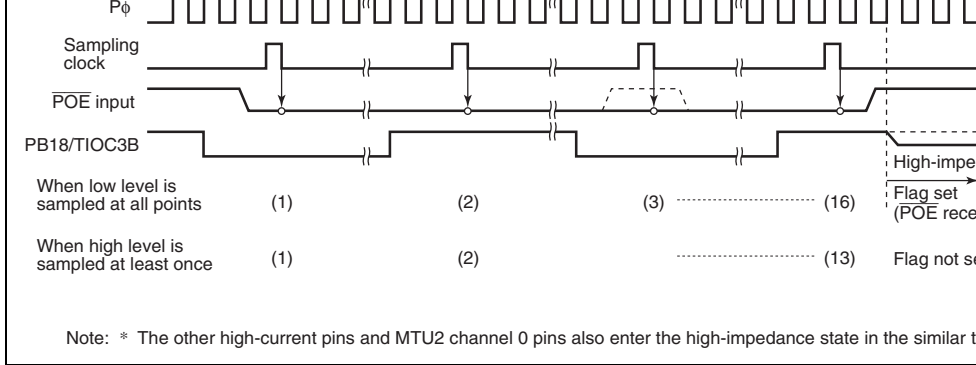 Pϕ
Sampling
clock
POE input
PB18/TIOC3B
High-impe
When low level is
sampled at all points (1) (2) (3) (16)
Flag set
(POE rece
When high level is
sampled at least once (1) (2) (13) Flag not se
Note: * The other high-current pins and MTU2 channel 0 pins also enter the high-impedance state in the similar t